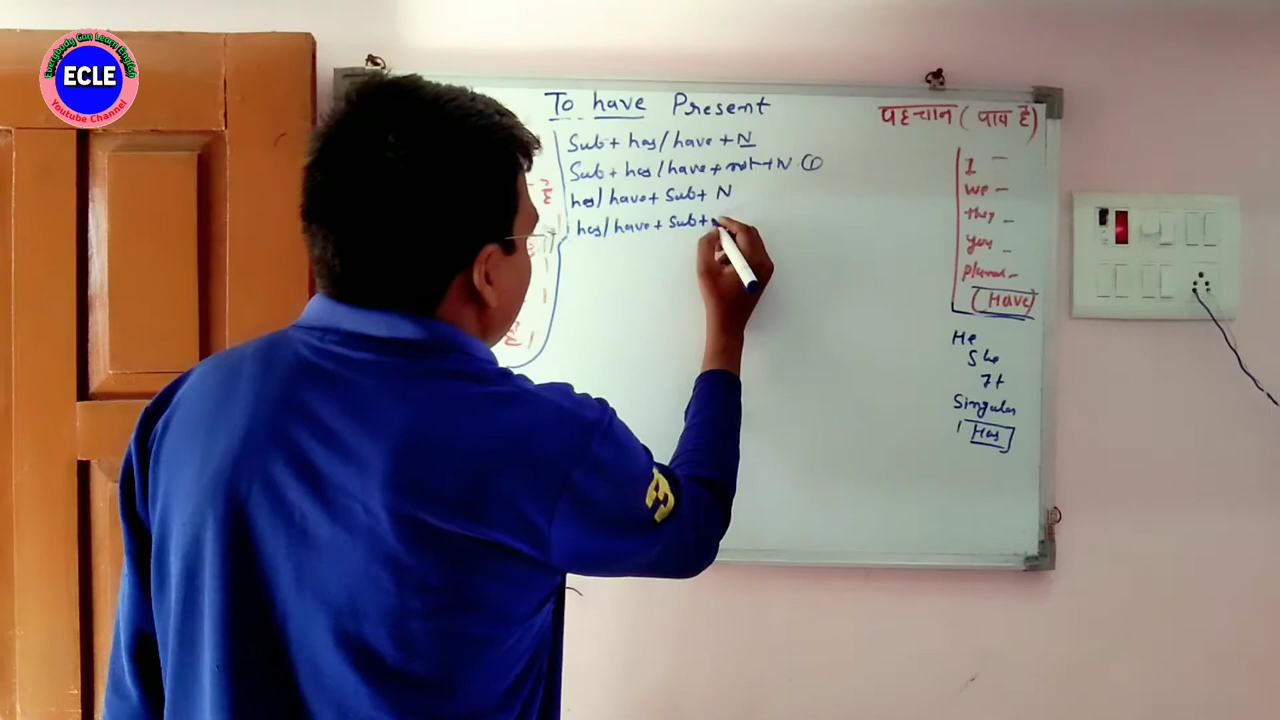 Everybody Can Learn English
ECLE
Youtube Channel
To have Present
Sub + has/have + N
Sub + has/have + not + N
has/have + Sub + N
has/have + Sub +
पहचान ( पाव है )
I -
We -
they -
you -
plural -
Have
He
She
It
Singular
Has